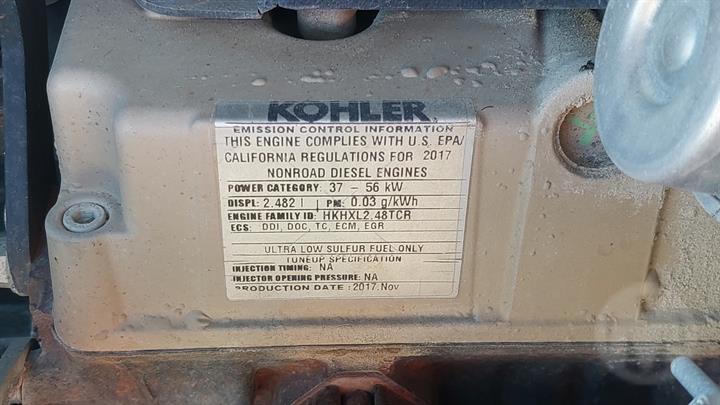 KOHLER
EMISSION CONTROL INFORMATION
THIS ENGINE COMPLIES WITH U.S. EPA/
CALIFORNIA REGULATIONS FOR 2017
NONROAD DIESEL ENGINES
POWER CATEGORY: 37 - 56 kW
DISPL: 2.482 l PM: 0.03 g/kWh
ENGINE FAMILY ID: HKHXL2.48TCR
ECS: DDI, DOC, TC, ECM, EGR
ULTRA LOW SULFUR FUEL ONLY
TUNEUP SPECIFICATION
INJECTION TIMING: NA
INJECTOR OPENING PRESSURE: NA
PRODUCTION DATE: 2017.Nov